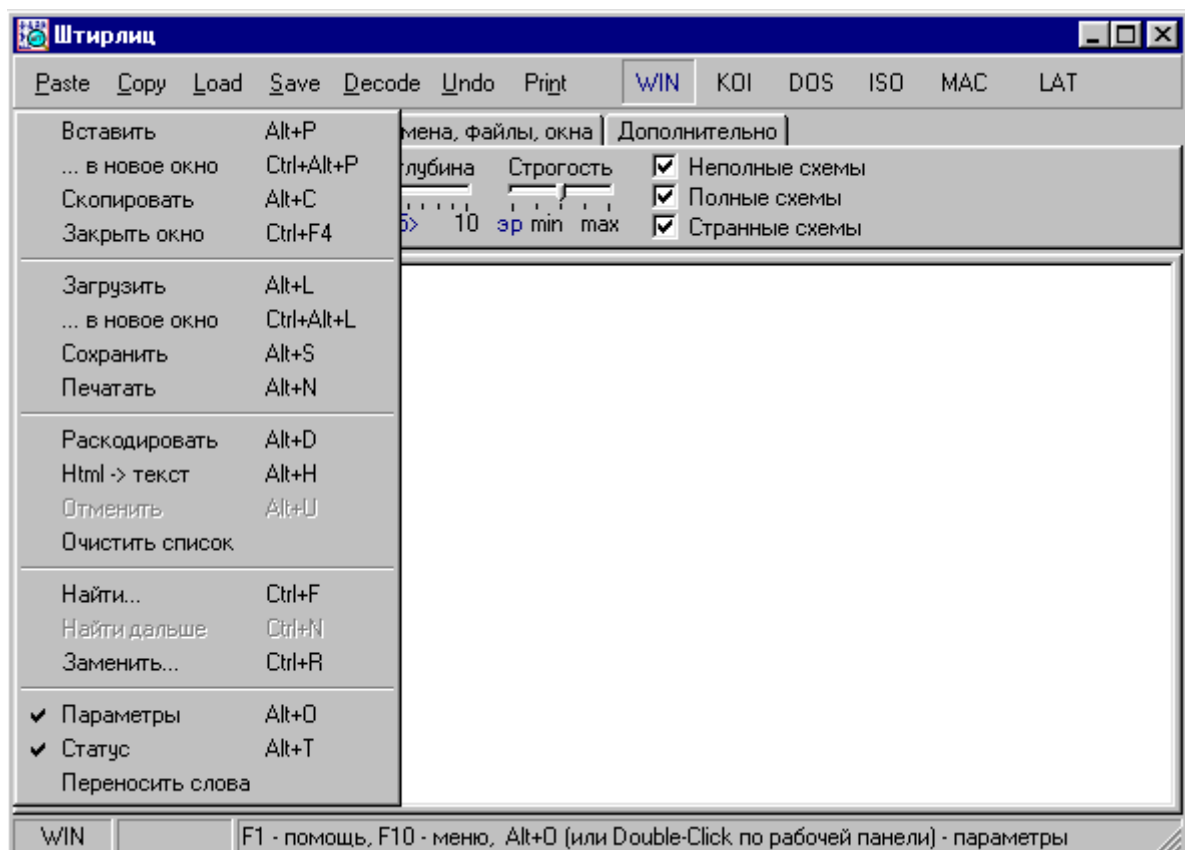 Штирлиц
Paste Copy Load Save Decode Undo Print WIN KOI DOS ISO MAC LAT
файлы, окна Дополнительно
Строгость Неполные схемы
Полные схемы
10 эр min max Странные схемы
Вставить Alt+P
... в новое окно Ctrl+Alt+P
Скопировать Alt+C
Закрыть окно Ctrl+F4
Загрузить Alt+L
... в новое окно Ctrl+Alt+L
Сохранить Alt+S
Печатать Alt+N
Раскодировать Alt+D
Html -> текст Alt+H
Отменить Alt+U
Очистить список
Найти... Ctrl+F
Найти дальше Ctrl+N
Заменить... Ctrl+R
Параметры Alt+O
Статус Alt+T
Переносить слова
WIN F1 - помощь, F10 - меню, Alt+O (или Double-Click по рабочей панели) - параметры